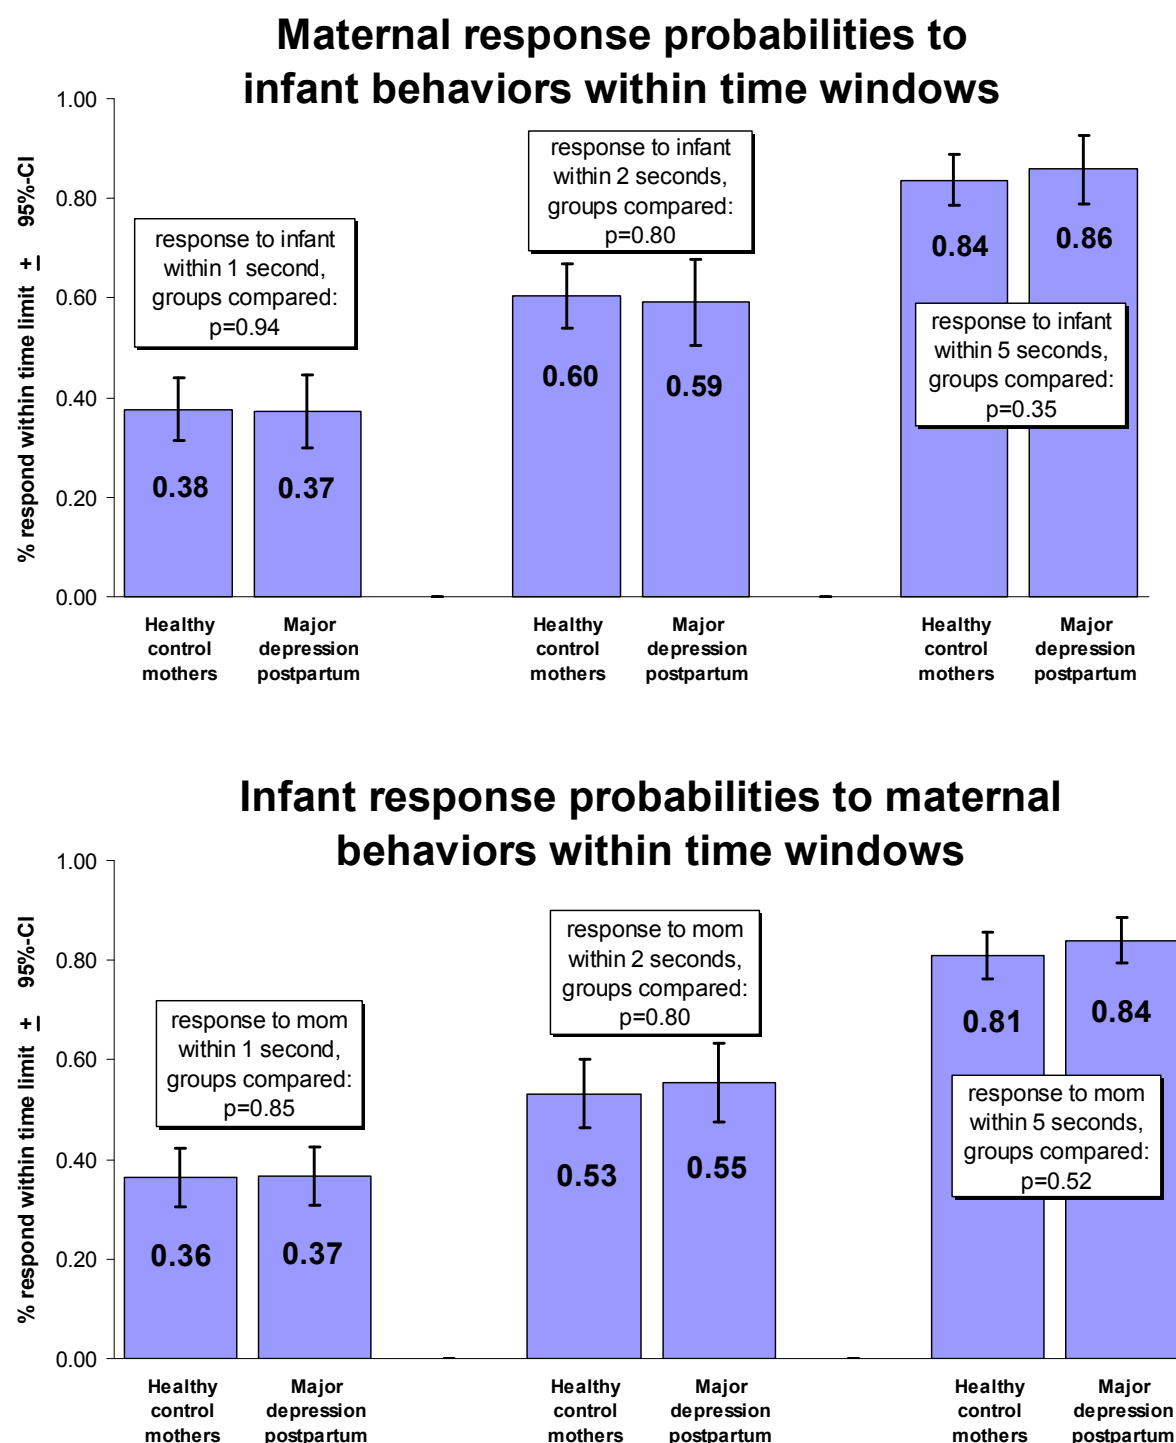 Maternal response probabilities to
infant behaviors within time windows
% respond within time limit ± 95%-CI
1.00
0.80
0.60
0.40
0.20
0.00
response to infant
within 1 second,
groups compared:
p=0.94
response to infant
within 2 seconds,
groups compared:
p=0.80
response to infant
within 5 seconds,
groups compared:
p=0.35
0.38
0.37
0.60
0.59
0.84
0.86
Healthy
control
mothers
Major
depression
postpartum
Healthy
control
mothers
Major
depression
postpartum
Healthy
control
mothers
Major
depression
postpartum
Infant response probabilities to maternal
behaviors within time windows
% respond within time limit ± 95%-CI
1.00
0.80
0.60
0.40
0.20
0.00
response to mom
within 1 second,
groups compared:
p=0.85
response to mom
within 2 seconds,
groups compared:
p=0.80
response to mom
within 5 seconds,
groups compared:
p=0.52
0.36
0.37
0.53
0.55
0.81
0.84
Healthy
control
mothers
Major
depression
postpartum
Healthy
control
mothers
Major
depression
postpartum
Healthy
control
mothers
Major
depression
postpartum